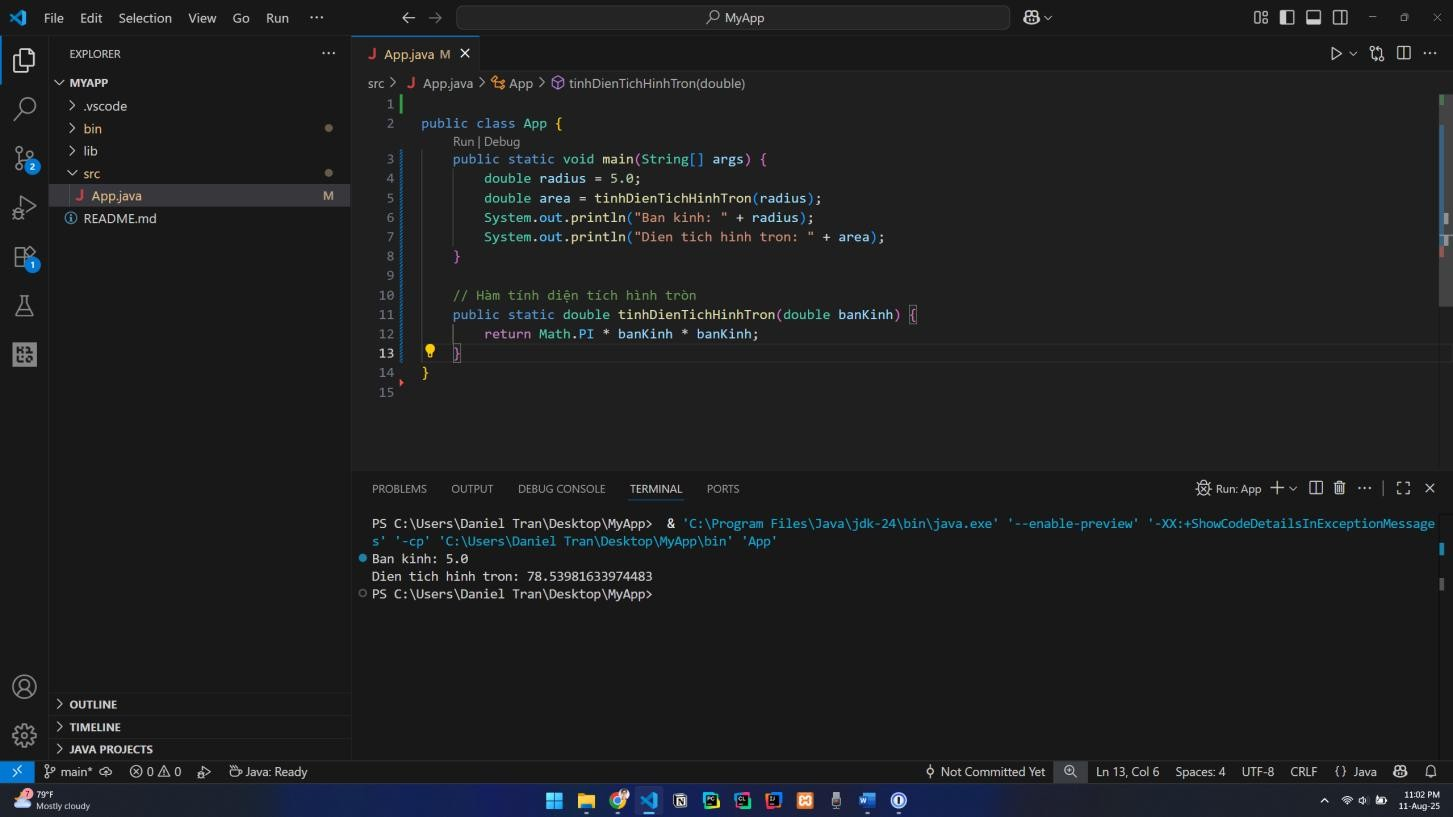 File Edit Selection View Go Run ···
MyApp
EXPLORER
MYAPP
.vscode
bin
lib
src
App.java M
README.md
OUTLINE
TIMELINE
JAVA PROJECTS
2
1
App.java M
src > App.java > App > tinhDienTichHinhTron(double)
1
2 public class App {
Run | Debug
3 public static void main(String[] args) {
4 double radius = 5.0;
5 double area = tinhDienTichHinhTron(radius);
6 System.out.println("Ban kinh: " + radius);
7 System.out.println("Dien tich hinh tron: " + area);
8 }
9
10 // Hàm tính diện tích hình tròn
11 public static double tinhDienTichHinhTron(double banKinh) {
12 return Math.PI * banKinh * banKinh;
13 }
14 }
15
PROBLEMS OUTPUT DEBUG CONSOLE TERMINAL PORTS
Run: App
PS C:\Users\Daniel Tran\Desktop\MyApp>  & 'C:\Program Files\Java\jdk-24\bin\java.exe' '--enable-preview' '-XX:+ShowCodeDetailsInExceptionMessage
s' '-cp' 'C:\Users\Daniel Tran\Desktop\MyApp\bin' 'App'
Ban kinh: 5.0
Dien tich hinh tron: 78.53981633974483
PS C:\Users\Daniel Tran\Desktop\MyApp>
main* 0 0 Java: Ready Not Committed Yet Ln 13, Col 6 Spaces: 4 UTF-8 CRLF {} Java
79°F
Mostly cloudy
11:02 PM
11-Aug-25